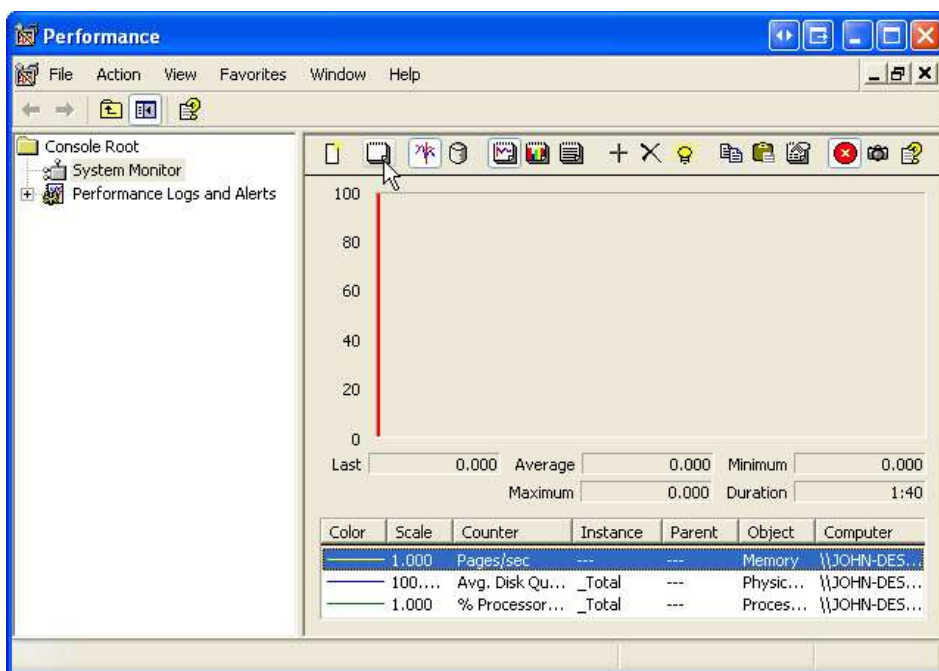 Performance
File Action View Favorites Window Help
Console Root
System Monitor
Performance Logs and Alerts
100
80
60
40
20
0
Last 0.000 Average 0.000 Minimum 0.000
Maximum 0.000 Duration 1:40
Color Scale Counter Instance Parent Object Computer
1.000 Pages/sec --- --- Memory \\JOHN-DES...
100.... Avg. Disk Qu... _Total --- Physic... \\JOHN-DES...
1.000 % Processor... _Total --- Proces... \\JOHN-DES...